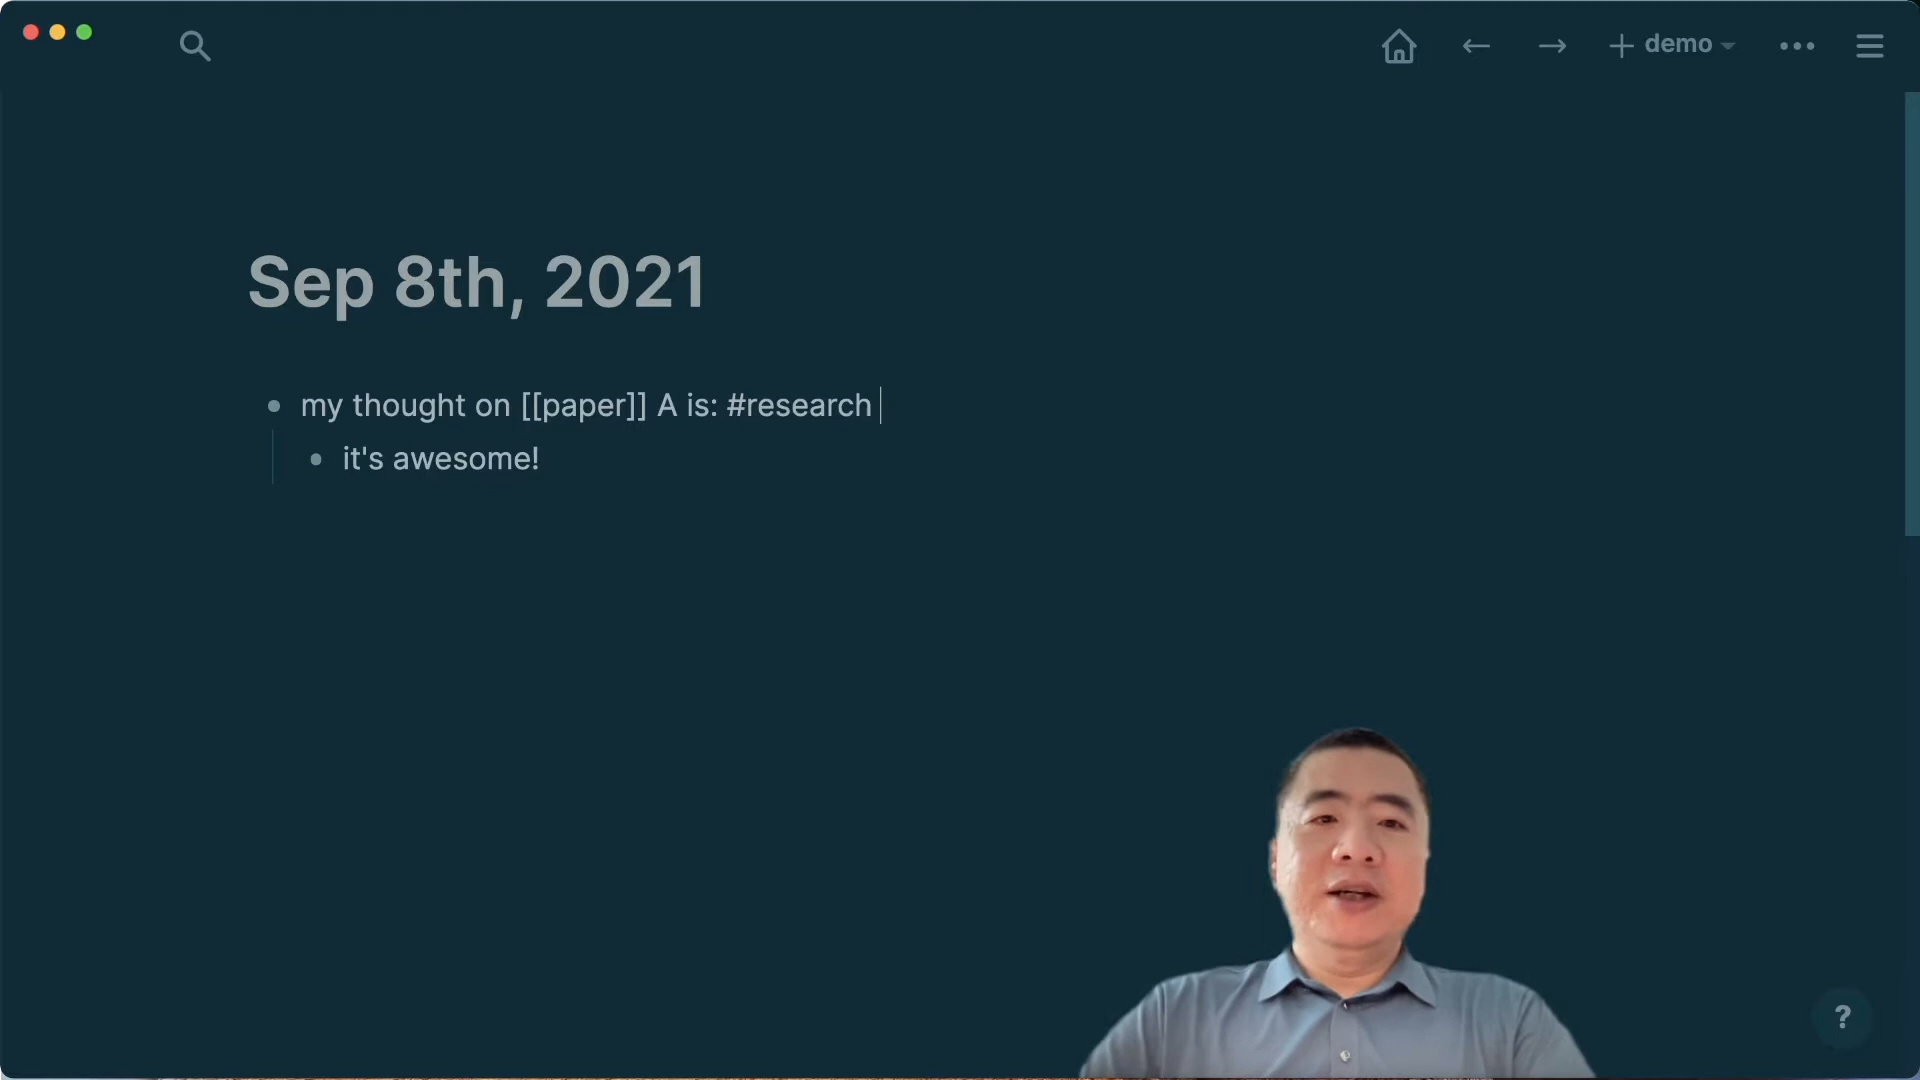 demo
Sep 8th, 2021
my thought on [[paper]] A is: #research
it's awesome!
?